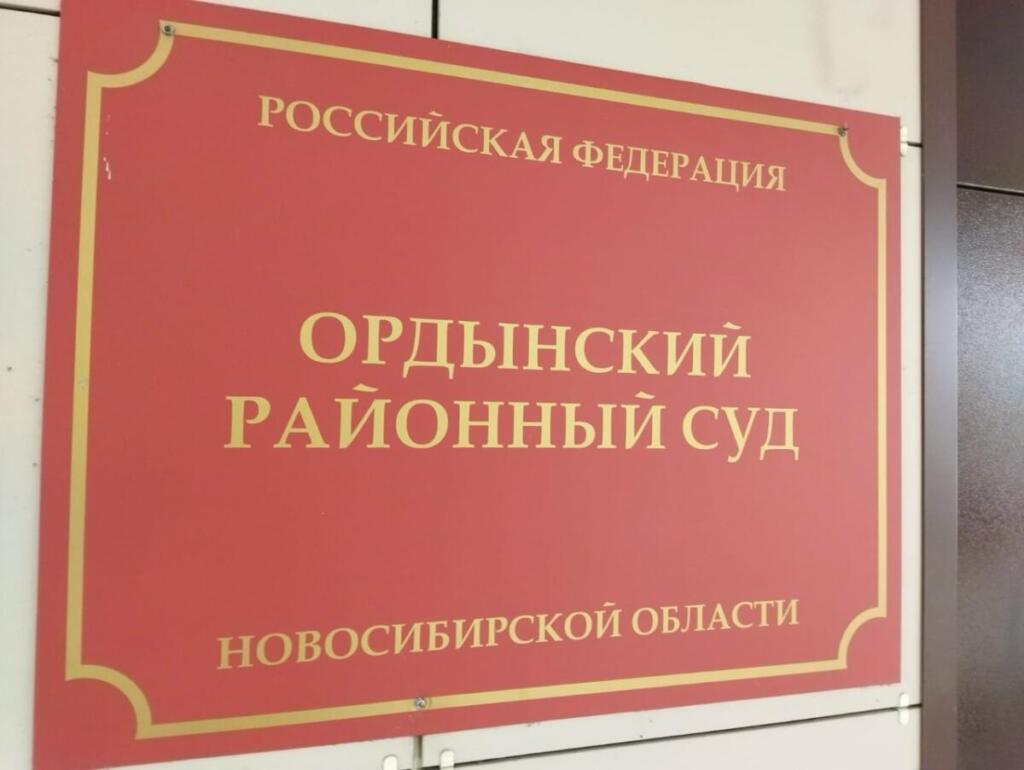 РОССИЙСКАЯ ФЕДЕРАЦИЯ
ОРДЫНСКИЙ
РАЙОННЫЙ СУД
НОВОСИБИРСКОЙ ОБЛАСТИ